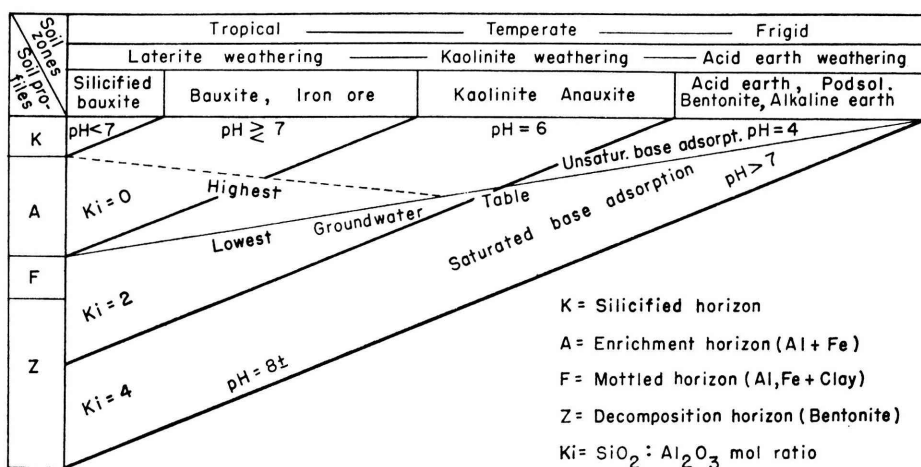 Soil zones
Soil pro-files
Tropical Temperate Frigid
Laterite weathering Kaolinite weathering Acid earth weathering
Silicified bauxite
Bauxite, Iron ore
Kaolinite Anauxite
Acid earth, Podsol.
Bentonite, Alkaline earth
K
pH<7
pH ≷ 7
pH = 6
Unsatur. base adsorpt. pH = 4
A
Ki = 0
Highest
Lowest Groundwater Table
Saturated base adsorption
pH > 7
F
Ki = 2
Z
Ki = 4
pH = 8±
K = Silicified horizon
A = Enrichment horizon (Al + Fe)
F = Mottled horizon (Al, Fe + Clay)
Z = Decomposition horizon (Bentonite)
Ki = SiO₂ : Al₂O₃ mol ratio